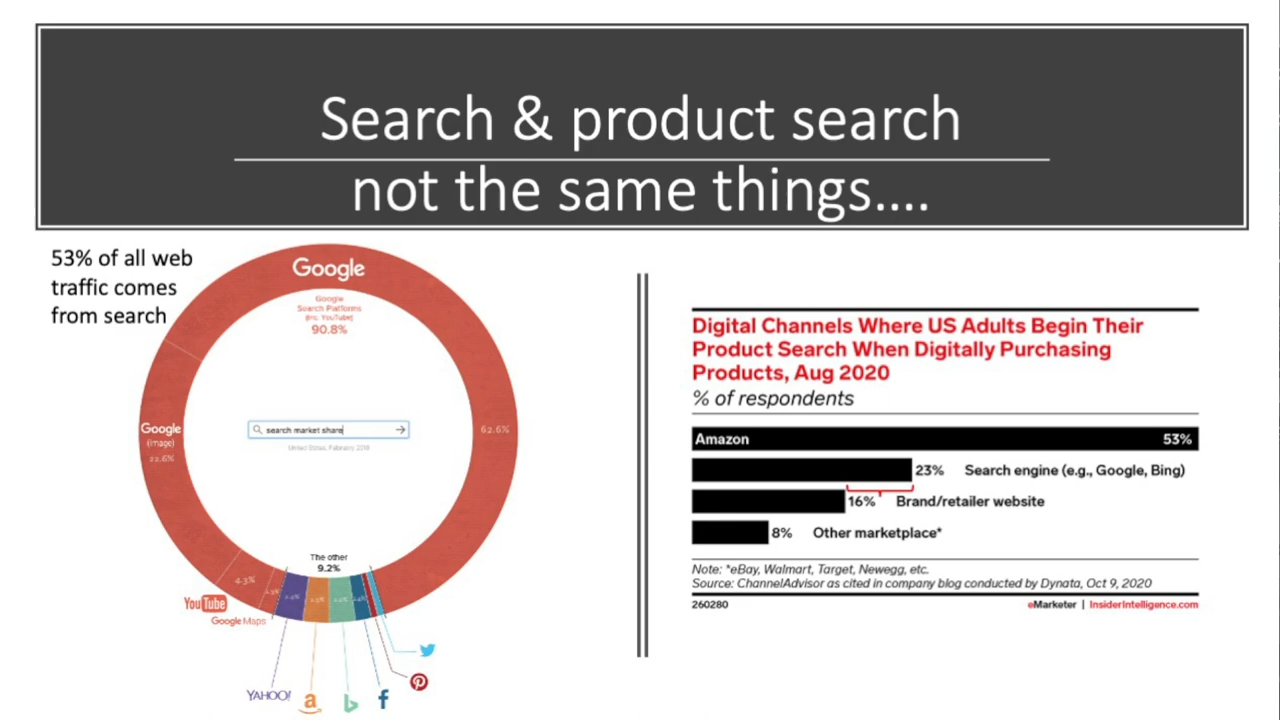 Search & product search
not the same things....
53% of all web
traffic comes
from search
Google
Google
Search Platforms
(inc. YouTube)
90.8%
Google
(Image)
22.6%
search market share
United States, February 2018
62.6%
The other
9.2%
4.3%
YouTube
Google Maps
YAHOO!
a
b
f
Digital Channels Where US Adults Begin Their
Product Search When Digitally Purchasing
Products, Aug 2020
% of respondents
Amazon 53%
23% Search engine (e.g., Google, Bing)
16% Brand/retailer website
8% Other marketplace*
Note: *eBay, Walmart, Target, Newegg, etc.
Source: ChannelAdvisor as cited in company blog conducted by Dynata, Oct 9, 2020
260280 eMarketer | InsiderIntelligence.com